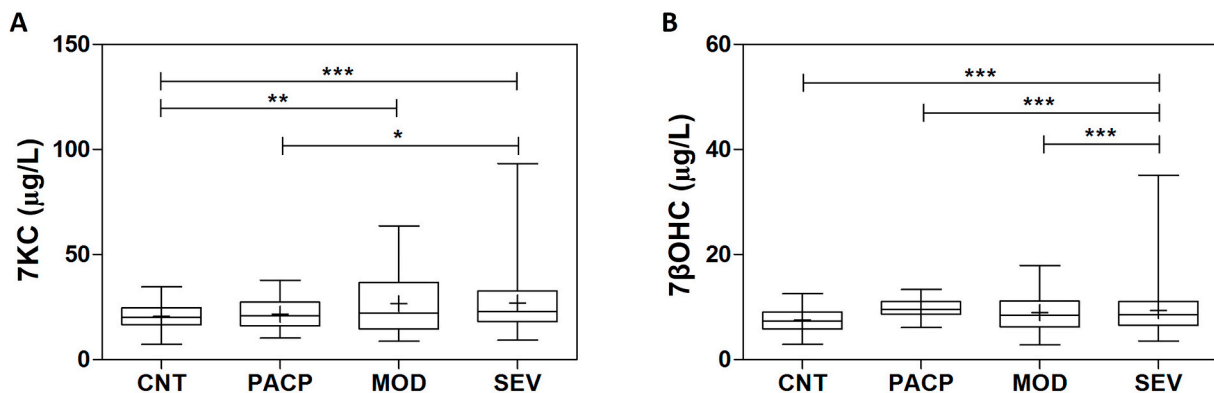 A
7KC (μg/L)
150
100
50
0
***
**
*
CNT PACP MOD SEV
B
7βOHC (μg/L)
60
40
20
0
***
***
***
CNT PACP MOD SEV